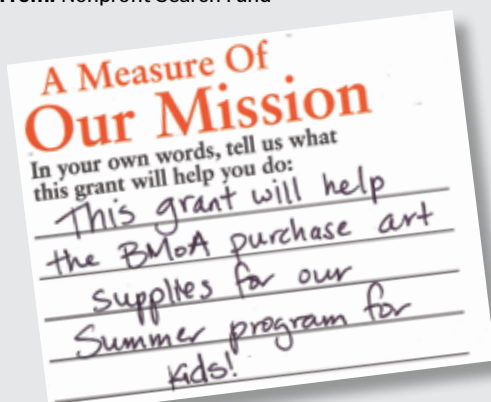 From: Nonprofit Search Fund
A Measure Of
Our Mission
In your own words, tell us what
this grant will help you do:
This grant will help
the BMoA purchase art
supplies for our
Summer program for
kids!